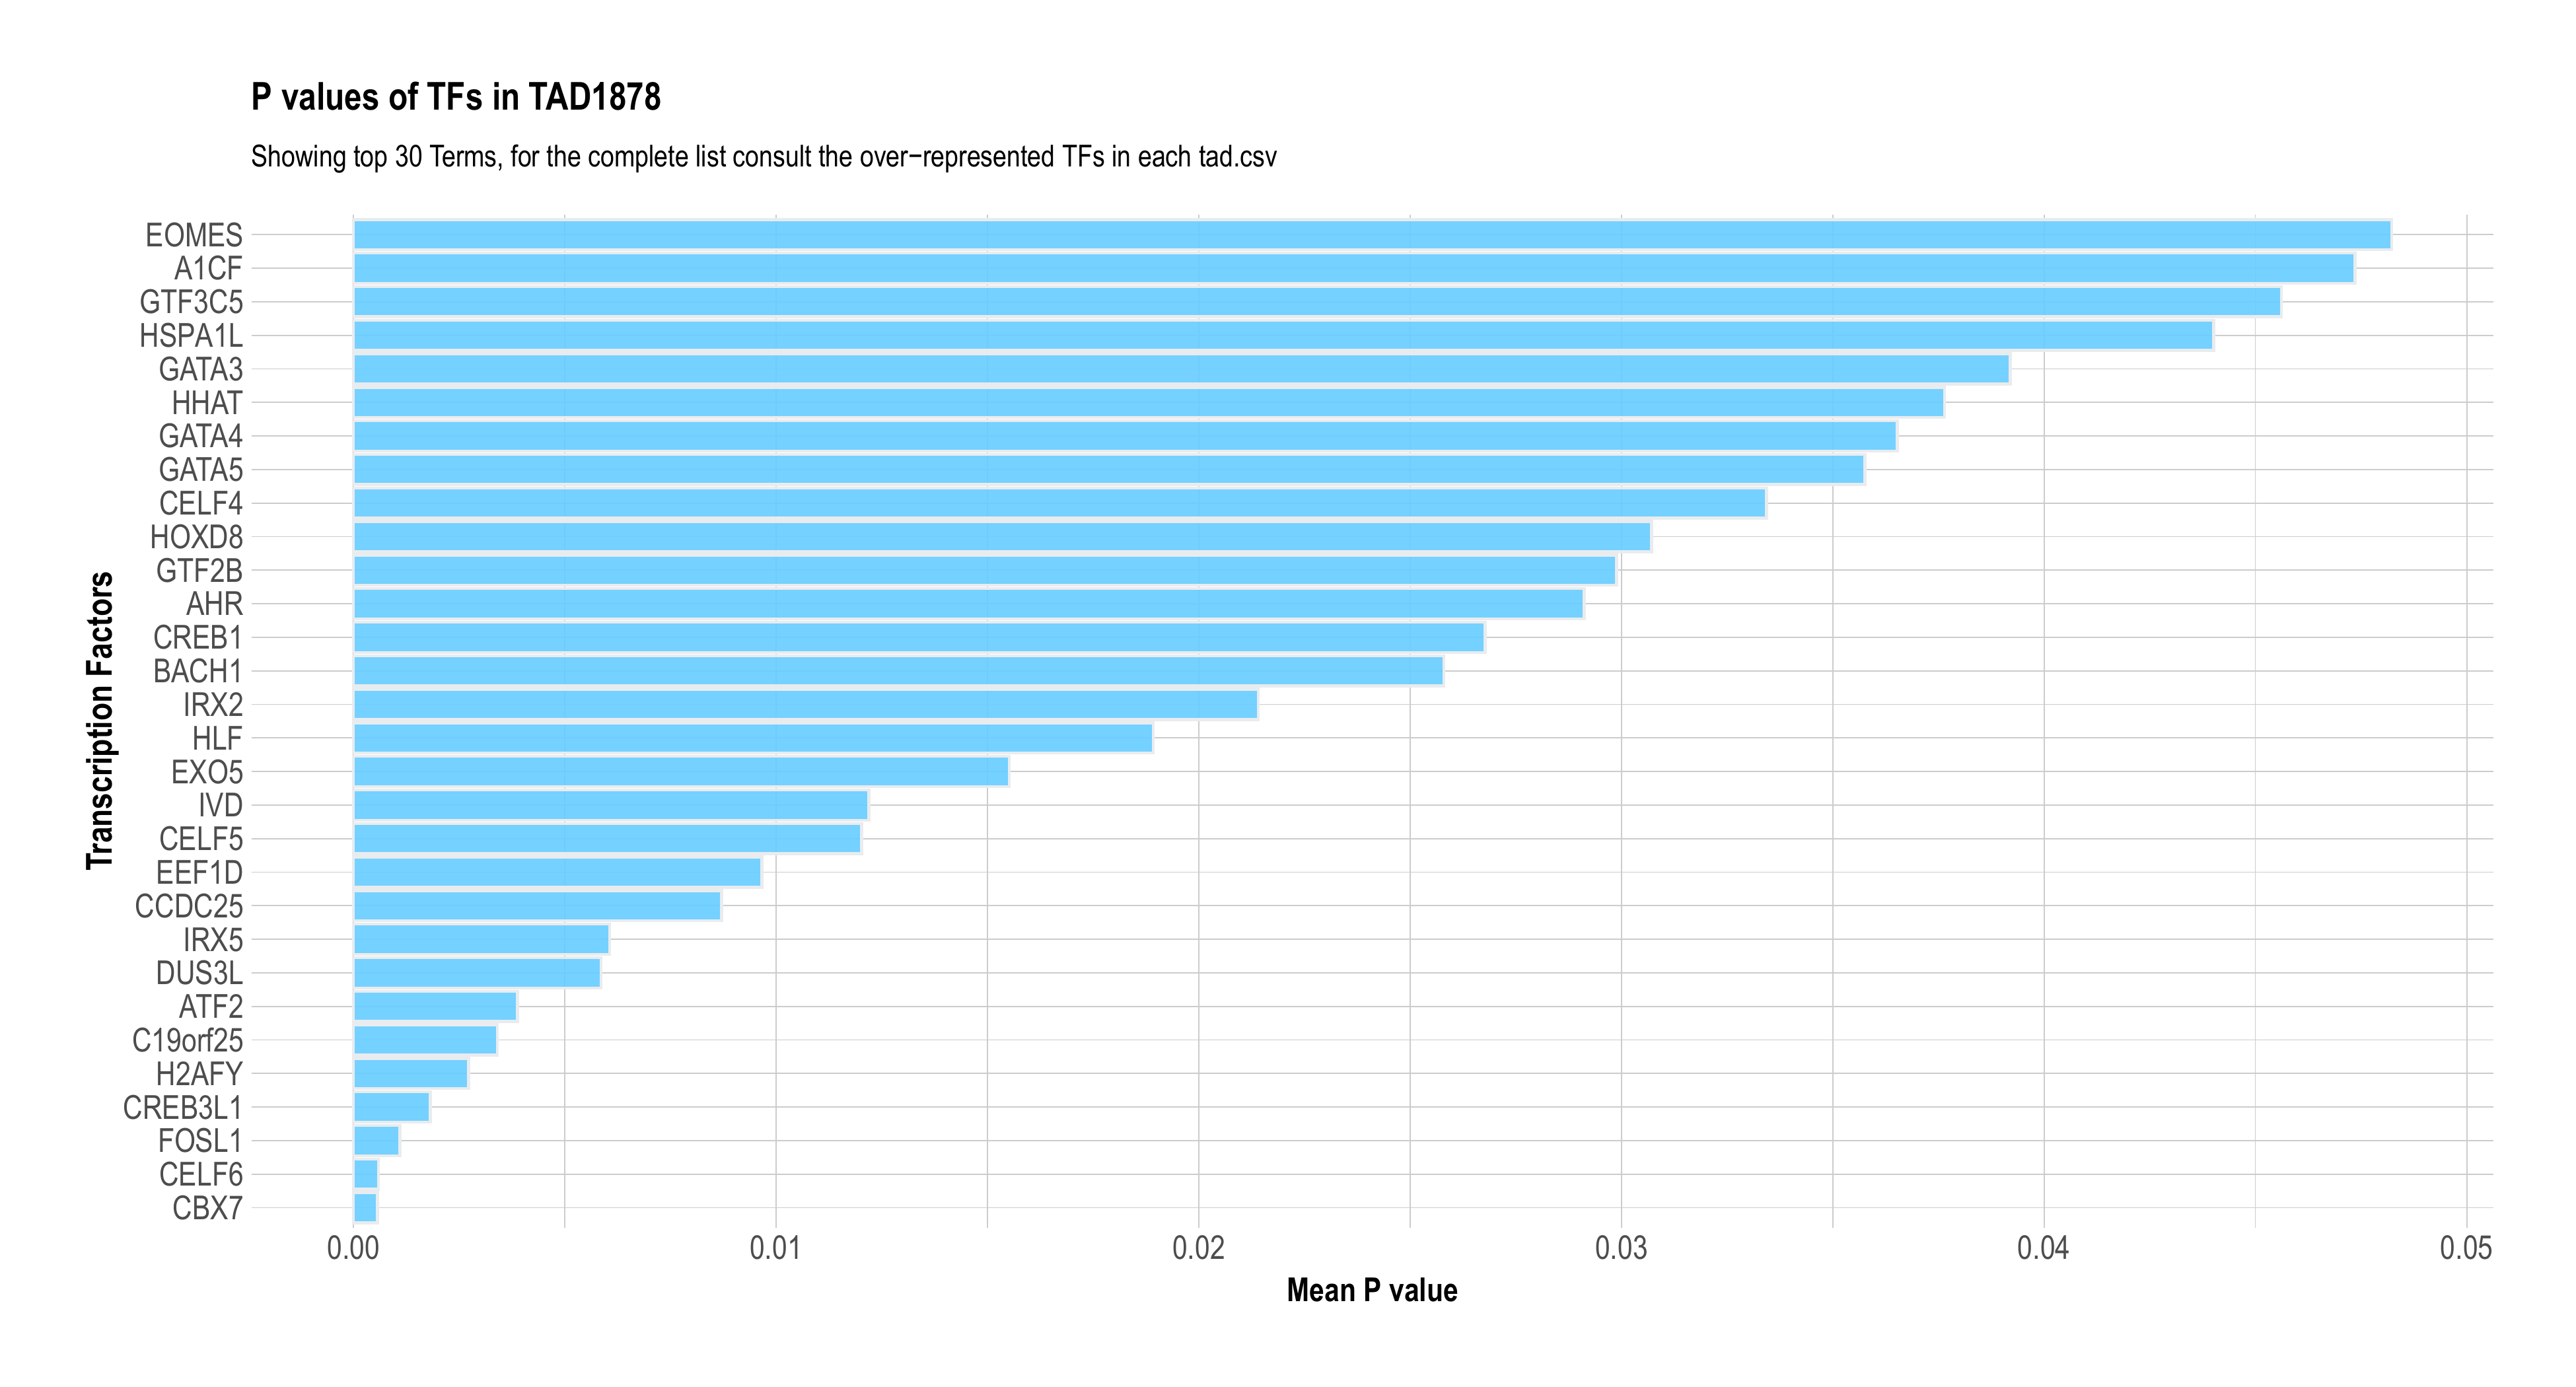 P values of TFs in TAD1878
Showing top 30 Terms, for the complete list consult the over−represented TFs in each tad.csv
Transcription Factors
EOMES
A1CF
GTF3C5
HSPA1L
GATA3
HHAT
GATA4
GATA5
CELF4
HOXD8
GTF2B
AHR
CREB1
BACH1
IRX2
HLF
EXO5
IVD
CELF5
EEF1D
CCDC25
IRX5
DUS3L
ATF2
C19orf25
H2AFY
CREB3L1
FOSL1
CELF6
CBX7
0.00 0.01 0.02 0.03 0.04 0.05
Mean P value